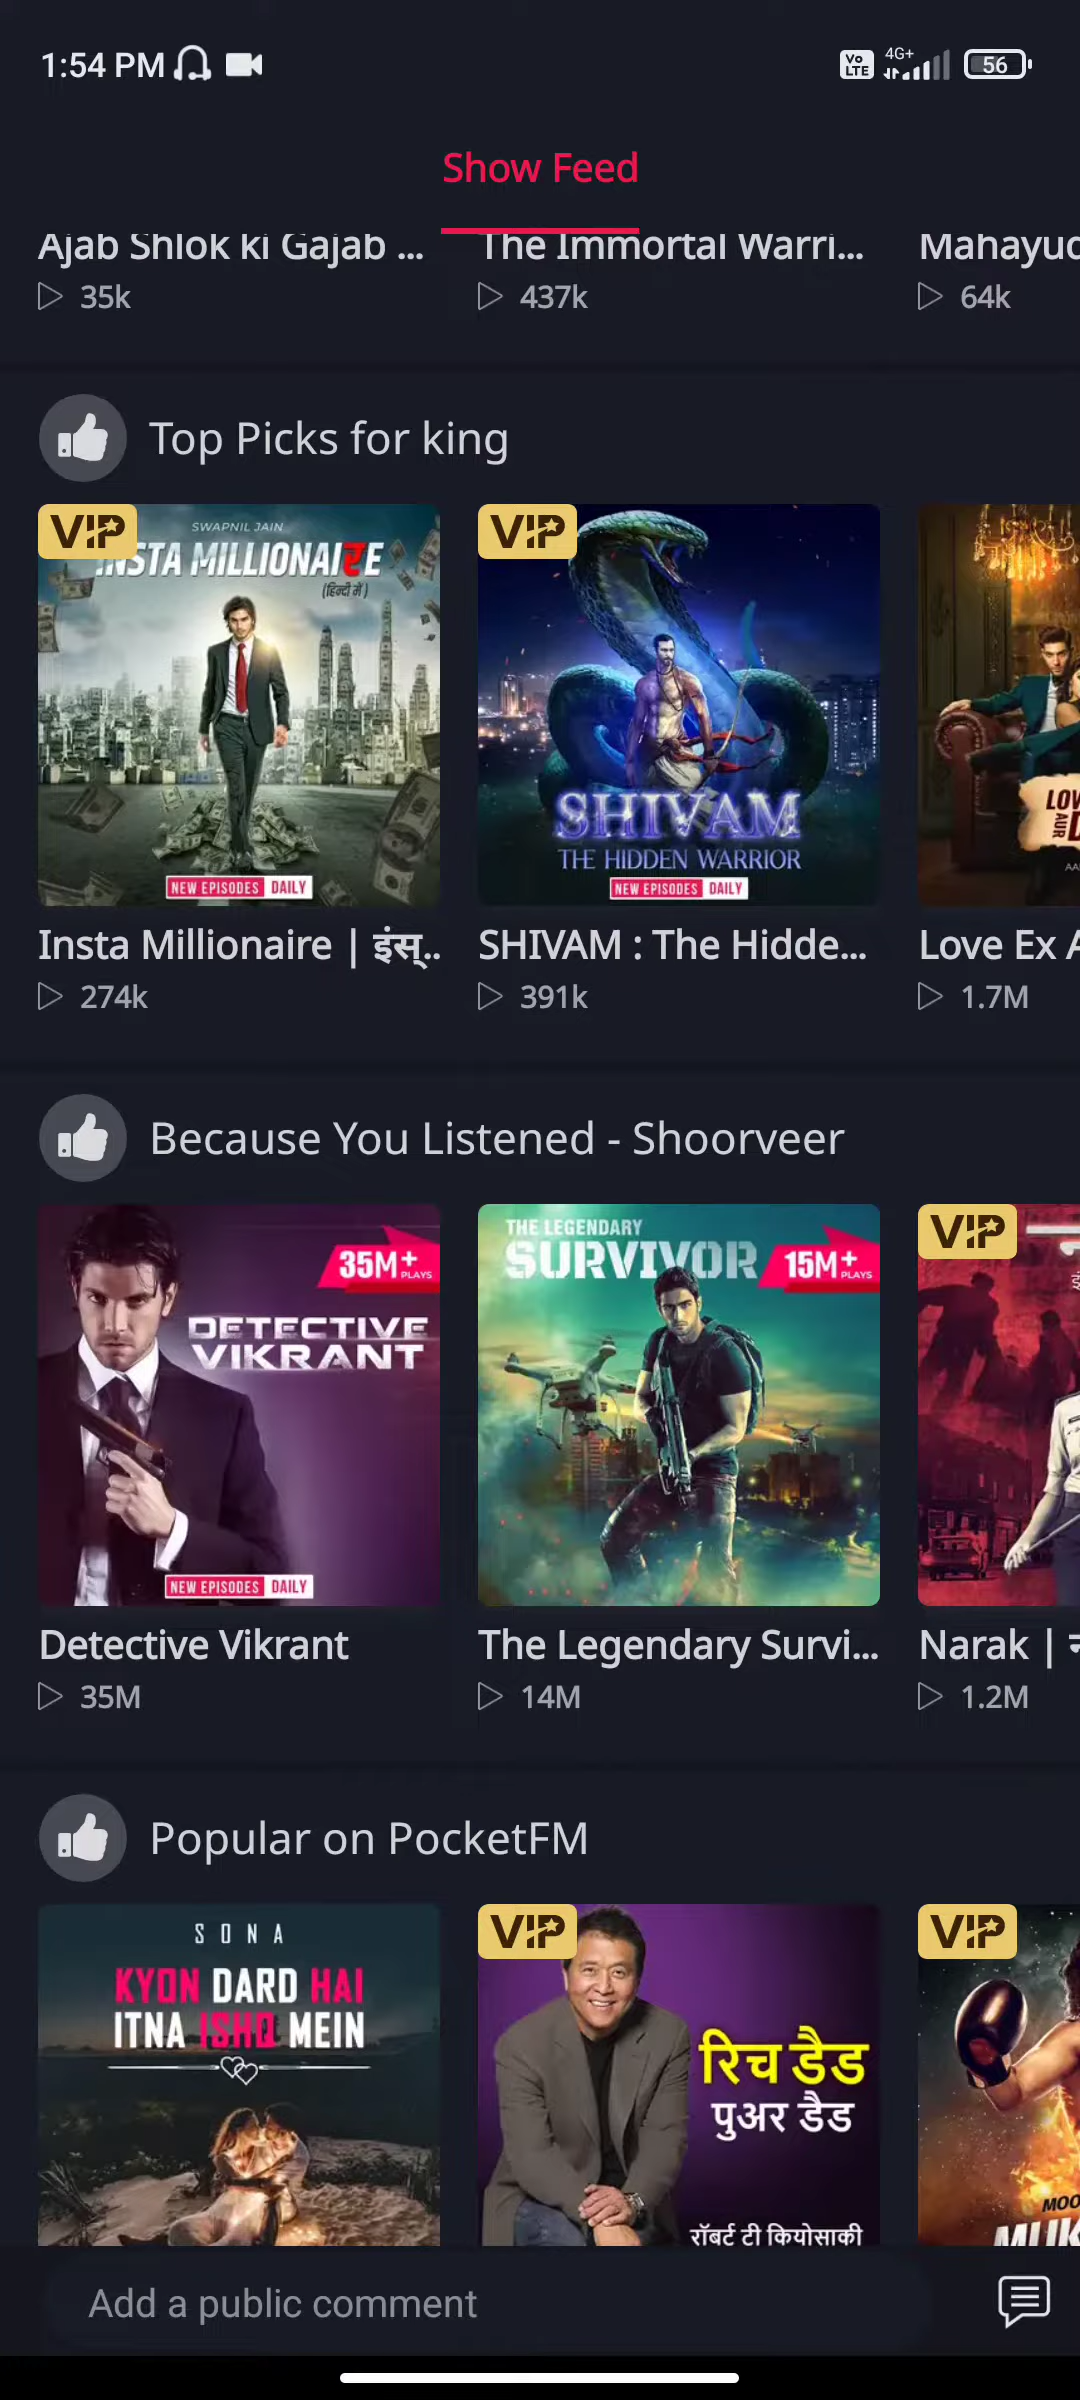 1:54 PM
Vo LTE 4G+ 56
Show Feed
Ajab Shlok ki Gajab ...
The Immortal Warri...
35k
437k
64k
Top Picks for king
VIP
SWAPNIL JAIN
INSTA MILLIONAIRE
(हिन्दी में)
NEW EPISODES DAILY
VIP
SHIVAM
THE HIDDEN WARRIOR
NEW EPISODES DAILY
Insta Millionaire | इंस्..
SHIVAM : The Hidde...
Love Ex
274k
391k
1.7M
Because You Listened - Shoorveer
35M+
PLAYS
DETECTIVE
VIKRANT
NEW EPISODES DAILY
THE LEGENDARY
SURVIVOR
15M+
PLAYS
VIP
Detective Vikrant
The Legendary Survi...
Narak |
35M
14M
1.2M
Popular on PocketFM
SONA
KYON DARD HAI
ITNA ISHQ MEIN
VIP
रिच डैड
पुअर डैड
रॉबर्ट टी कियोसाकी
VIP
Add a public comment